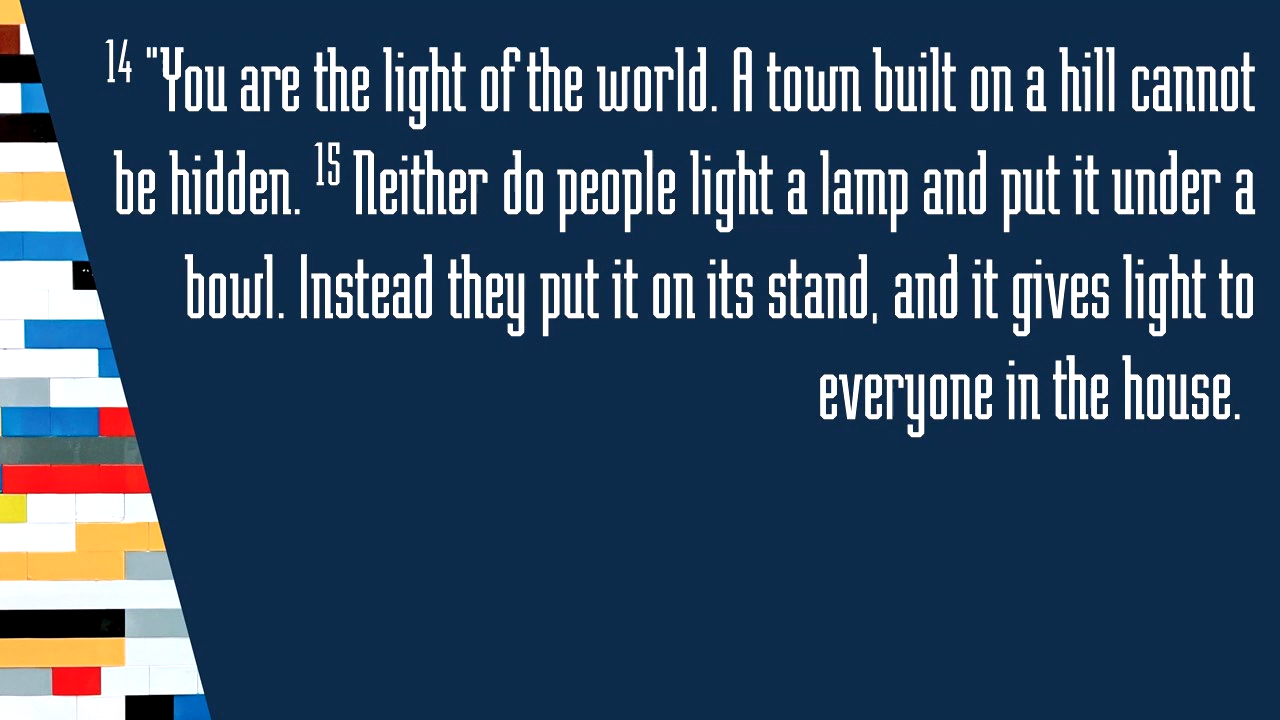 14 "You are the light of the world. A town built on a hill cannot
be hidden. 15 Neither do people light a lamp and put it under a
bowl. Instead they put it on its stand, and it gives light to
everyone in the house.